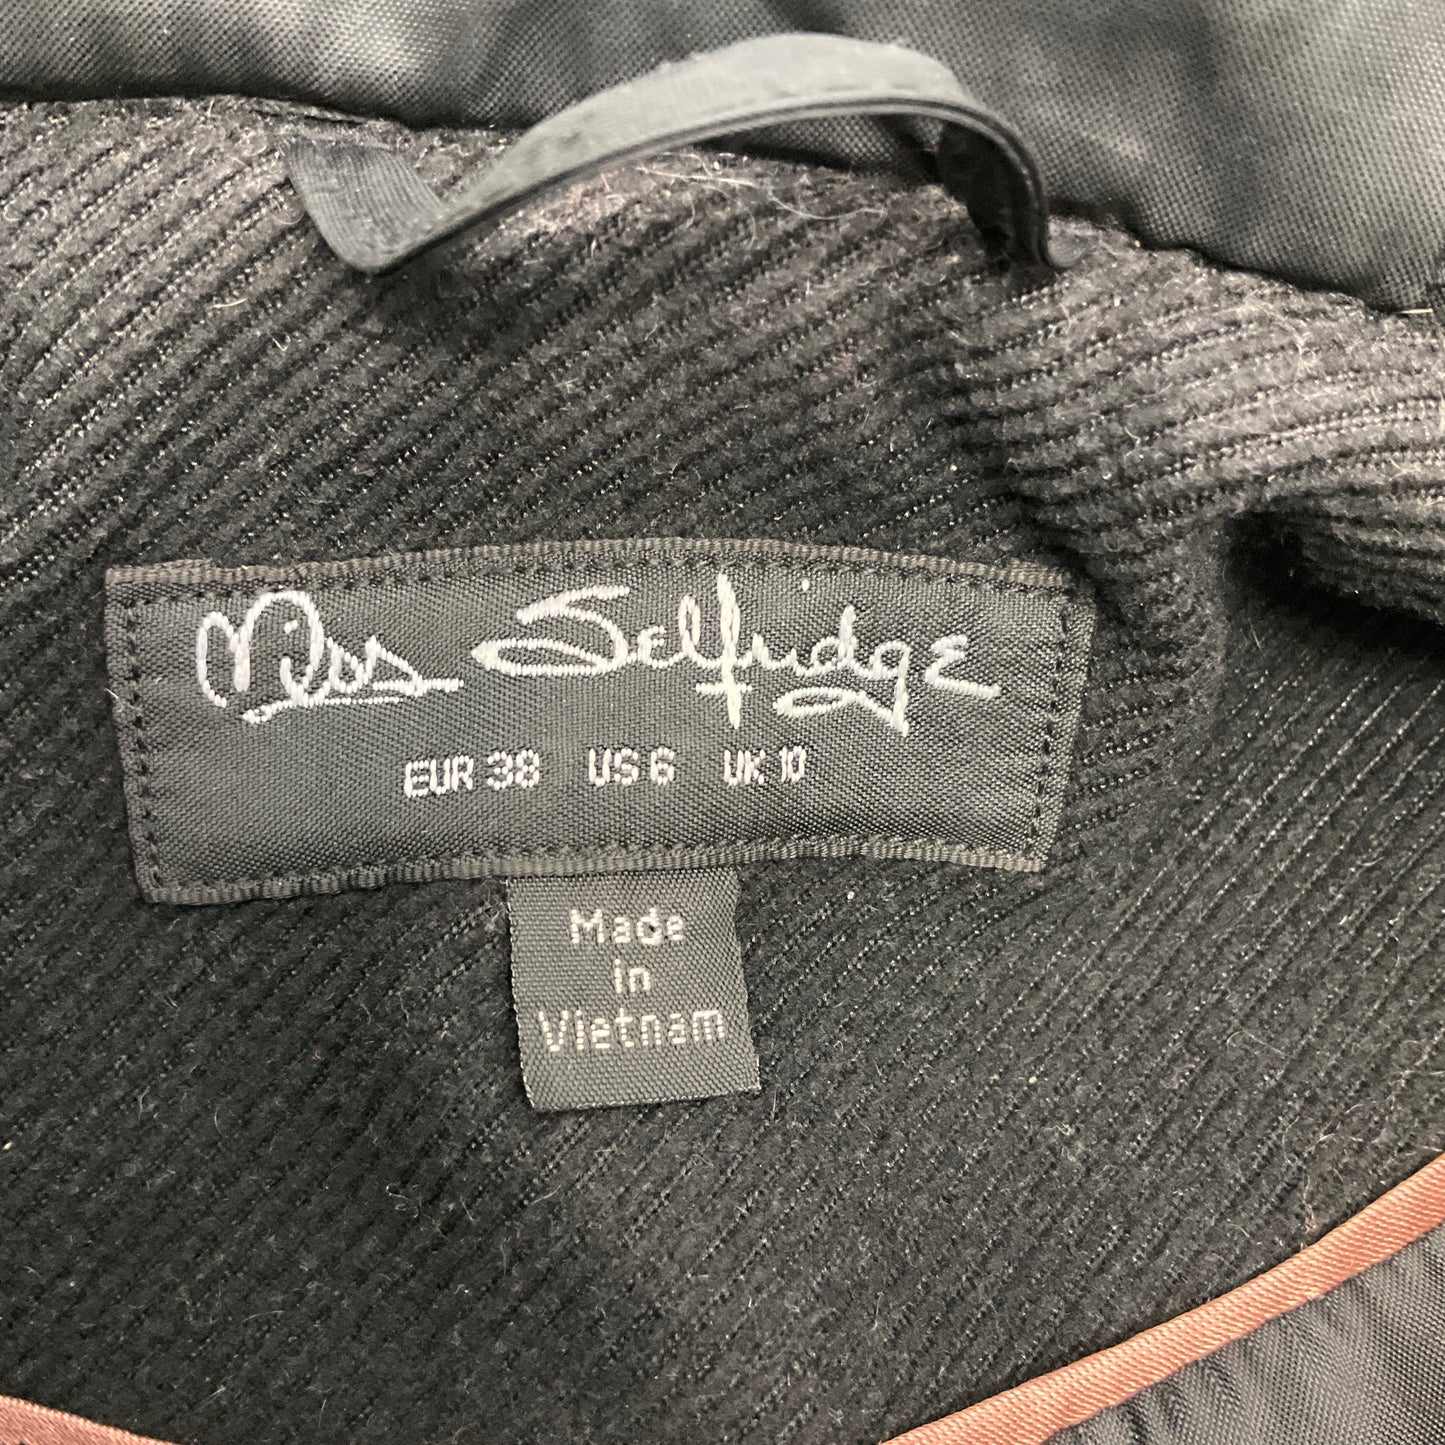 Miss Selfridge
EUR 38 US 6 UK 10
Made
in
Vietnam